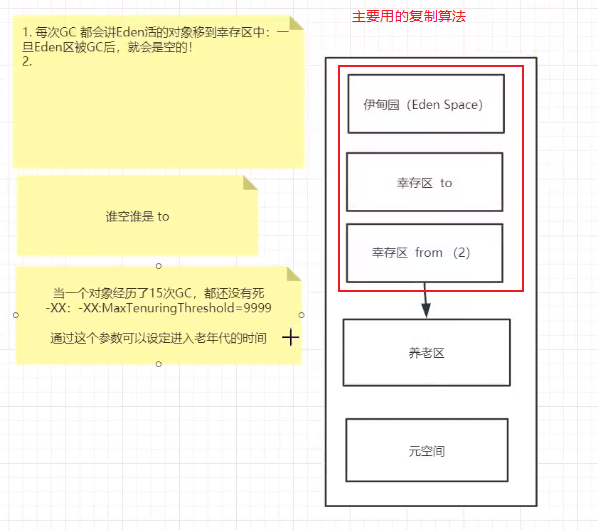 主要用的复制算法
1. 每次GC 都会讲Eden活的对象移到幸存区中：一
旦Eden区被GC后，就会是空的！
2.
谁空谁是 to
当一个对象经历了15次GC，都还没有死
-XX：-XX:MaxTenuringThreshold=9999
通过这个参数可以设定进入老年代的时间
伊甸园（Eden Space）
幸存区 to
幸存区 from （2）
养老区
元空间